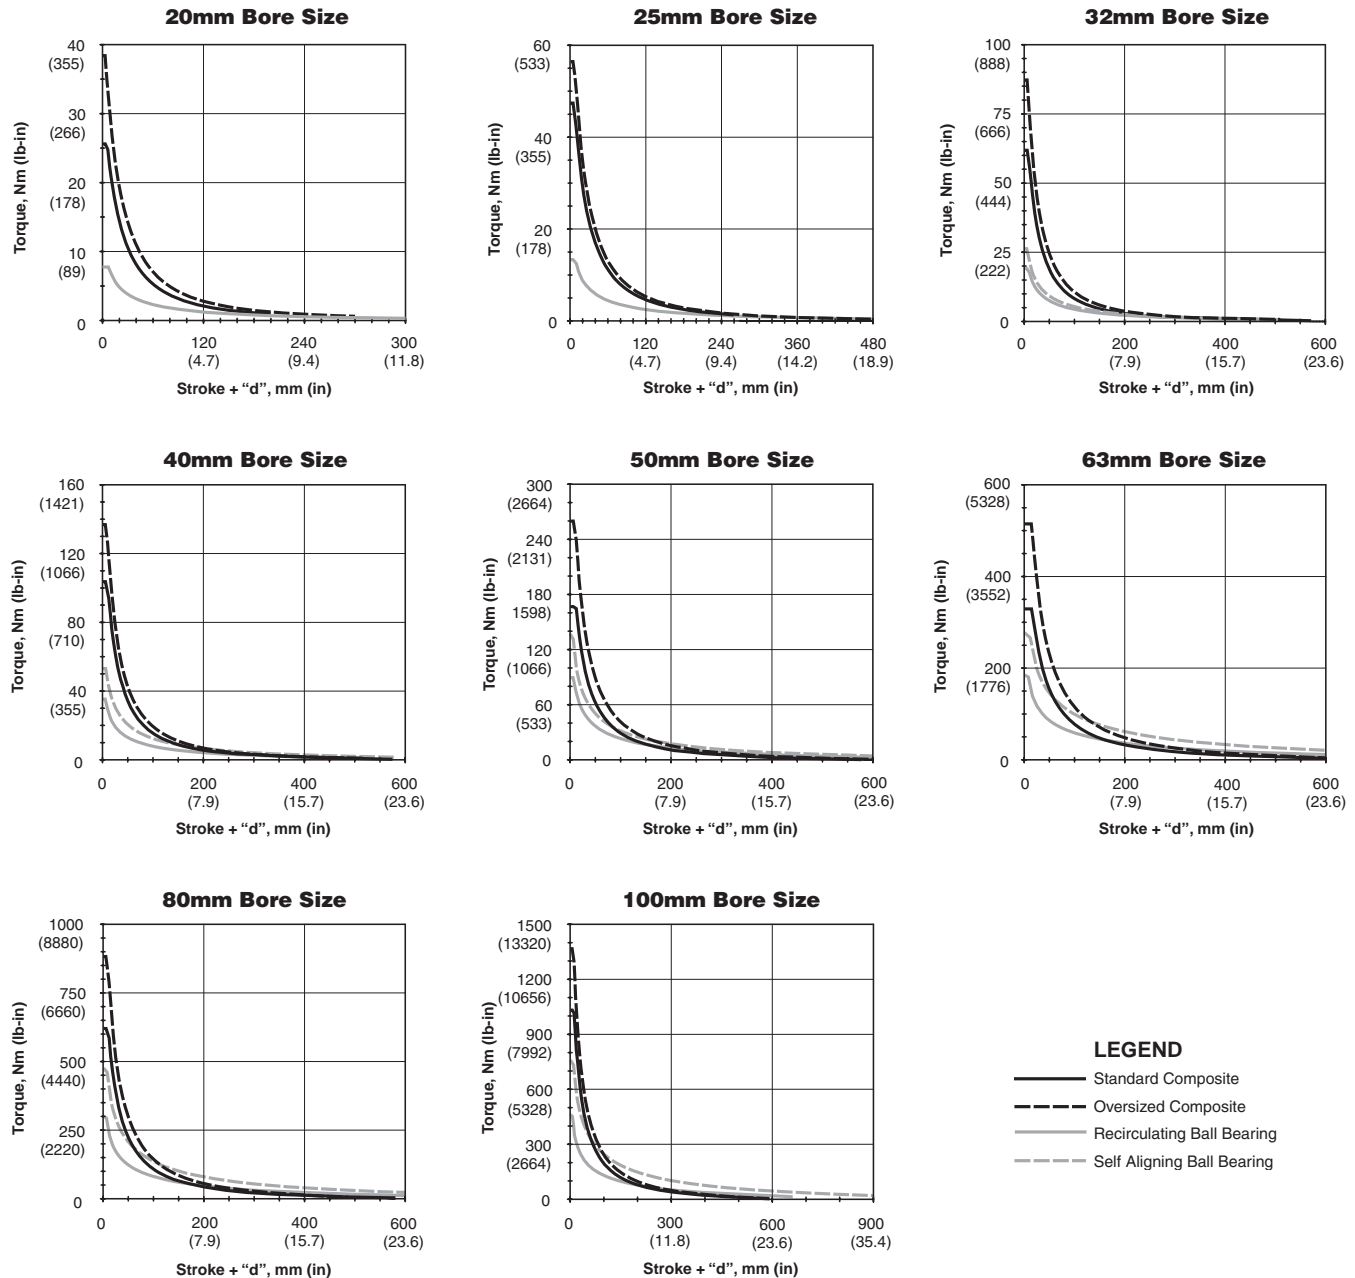 20mm Bore Size
Torque, Nm (lb-in)
40
(355)
30
(266)
20
(178)
10
(89)
0
0 120 240 300
(4.7) (9.4) (11.8)
Stroke + “d”, mm (in)
25mm Bore Size
Torque, Nm (lb-in)
60
(533)
40
(355)
20
(178)
0
0 120 240 360 480
(4.7) (9.4) (14.2) (18.9)
Stroke + “d”, mm (in)
32mm Bore Size
Torque, Nm (lb-in)
100
(888)
75
(666)
50
(444)
25
(222)
0
0 200 400 600
(7.9) (15.7) (23.6)
Stroke + “d”, mm (in)
40mm Bore Size
Torque, Nm (lb-in)
160
(1421)
120
(1066)
80
(710)
40
(355)
0
0 200 400 600
(7.9) (15.7) (23.6)
Stroke + “d”, mm (in)
50mm Bore Size
Torque, Nm (lb-in)
300
(2664)
240
(2131)
180
1598)
120
(1066)
60
(533)
0
0 200 400 600
(7.9) (15.7) (23.6)
Stroke + “d”, mm (in)
63mm Bore Size
Torque, Nm (lb-in)
600
(5328)
400
(3552)
200
(1776)
0
0 200 400 600
(7.9) (15.7) (23.6)
Stroke + “d”, mm (in)
80mm Bore Size
Torque, Nm (lb-in)
1000
(8880)
750
(6660)
500
(4440)
250
(2220)
0
0 200 400 600
(7.9) (15.7) (23.6)
Stroke + “d”, mm (in)
100mm Bore Size
Torque, Nm (lb-in)
1500
(13320)
1200
(10656)
900
(7992)
600
(5328)
300
(2664)
0
0 300 600 900
(11.8) (23.6) (35.4)
Stroke + “d”, mm (in)
LEGEND
Standard Composite
Oversized Composite
Recirculating Ball Bearing
Self Aligning Ball Bearing